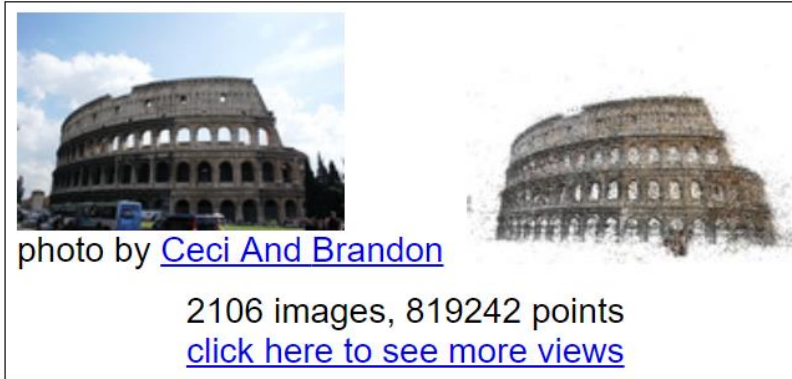 photo by Ceci And Brandon
2106 images, 819242 points
click here to see more views